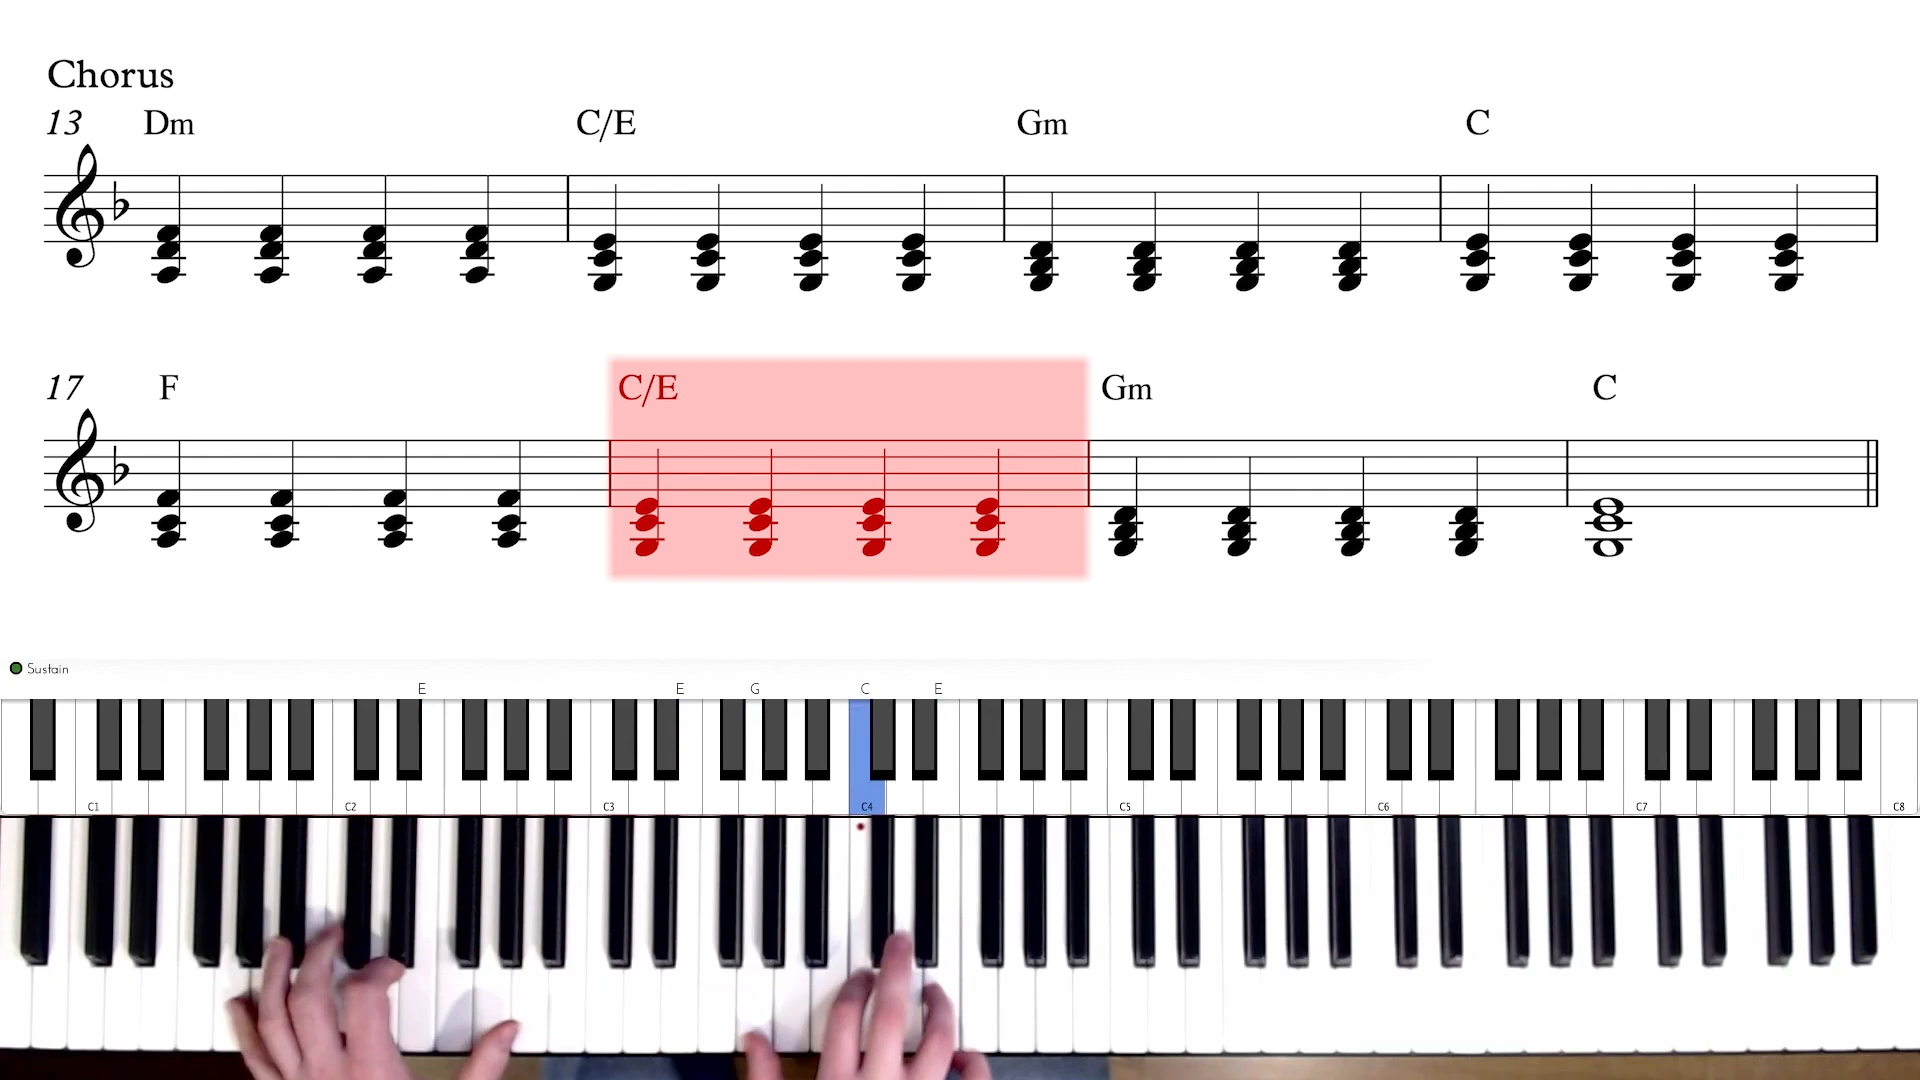 Chorus
13 Dm C/E Gm C
17 F C/E Gm C
Sustain
E E G C E
C1 C2 C3 C4 C5 C6 C7 C8